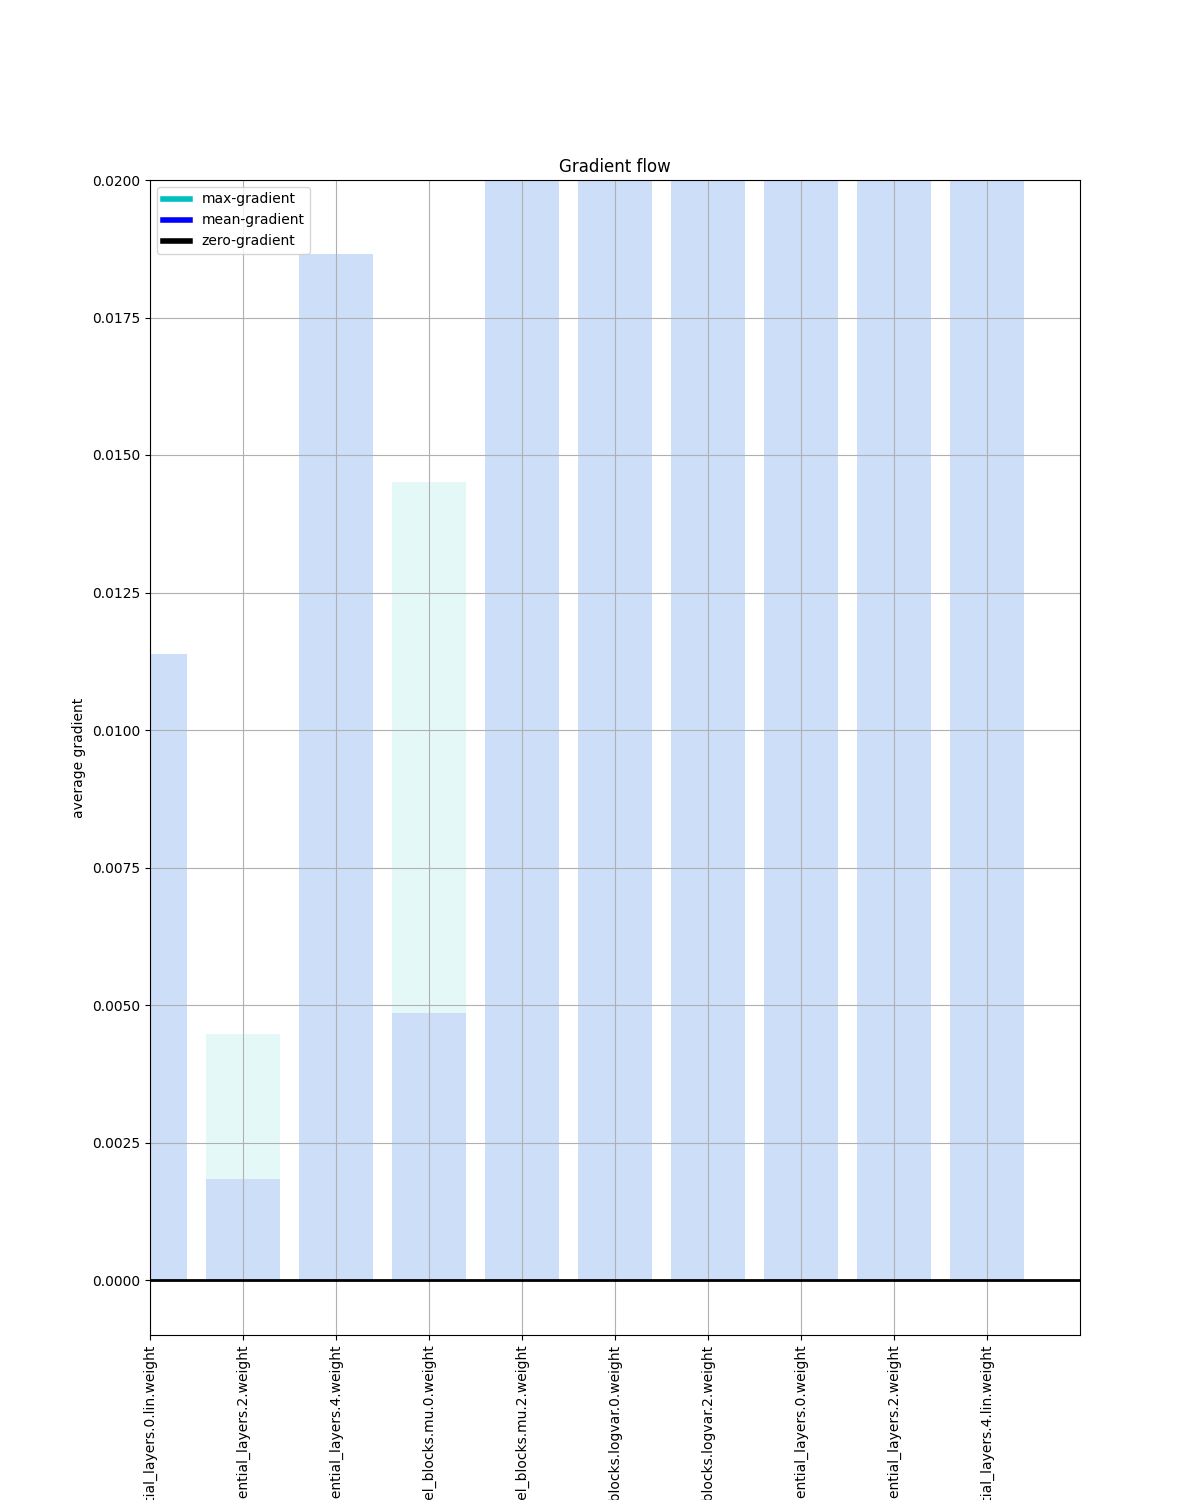 Gradient flow
max-gradient
mean-gradient
zero-gradient
0.0200
0.0175
0.0150
0.0125
0.0100
0.0075
0.0050
0.0025
0.0000
average gradient
tial_layers.0.lin.weight
ential_layers.2.weight
ential_layers.4.weight
el_blocks.mu.0.weight
el_blocks.mu.2.weight
blocks.logvar.0.weight
blocks.logvar.2.weight
ential_layers.0.weight
ential_layers.2.weight
tial_layers.4.lin.weight